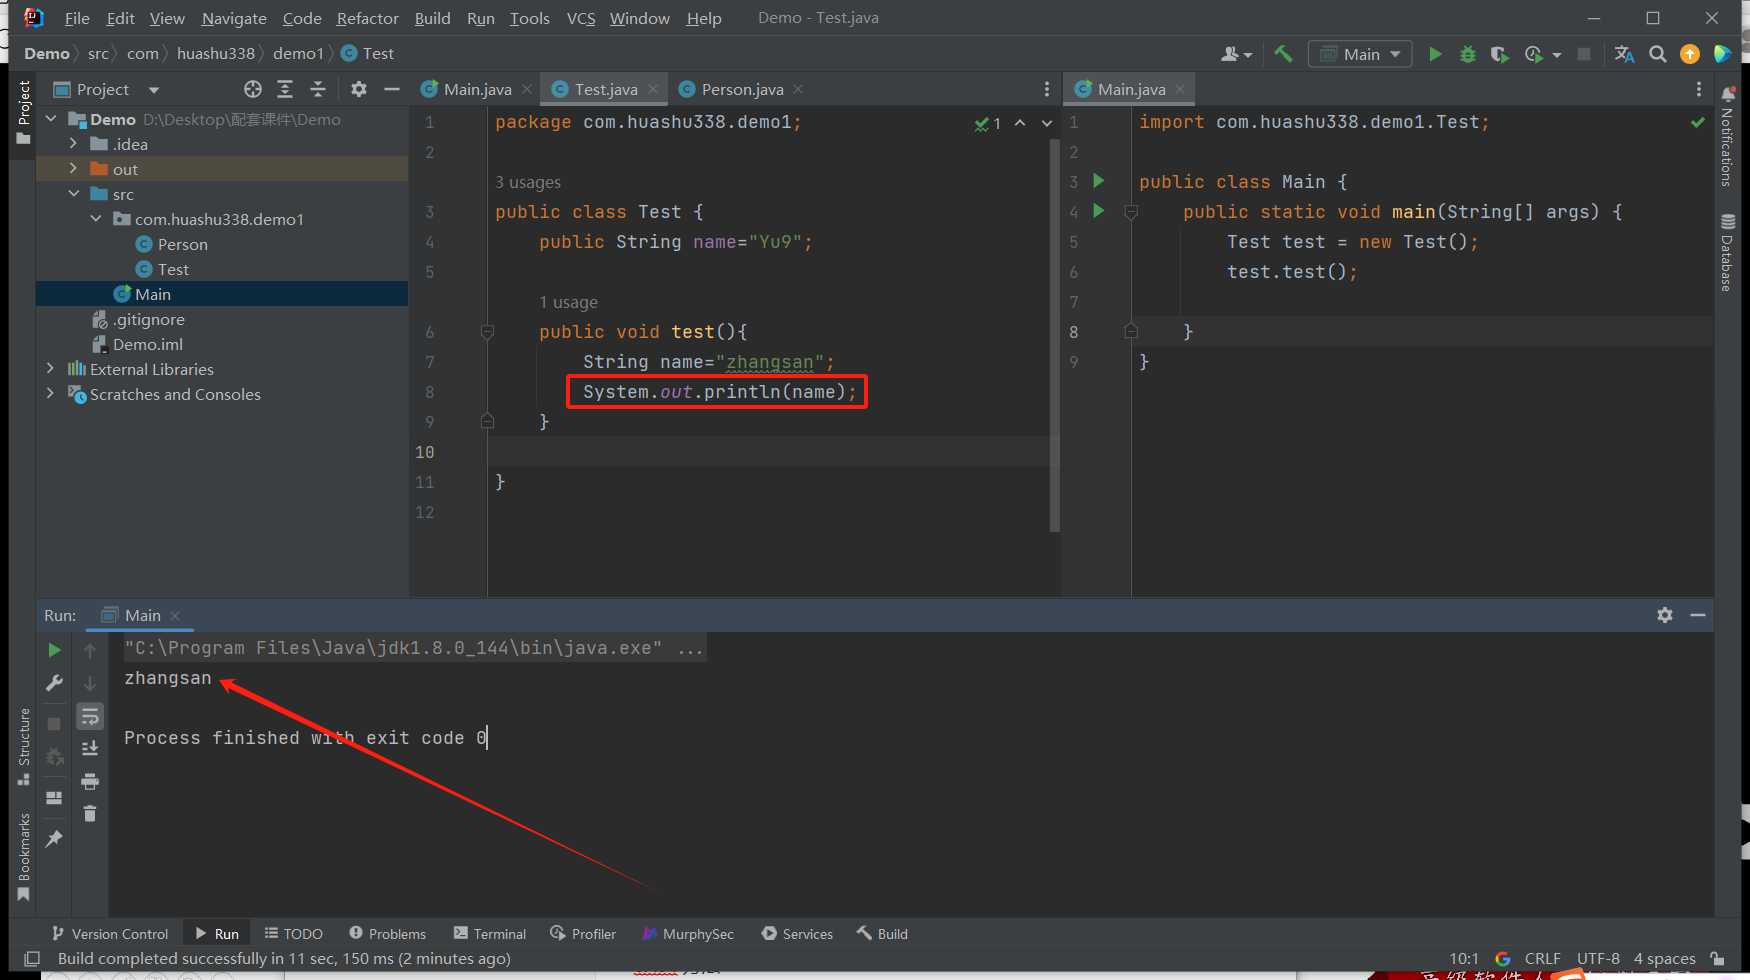 File Edit View Navigate Code Refactor Build Run Tools VCS Window Help Demo - Test.java
Demo src com huashu338 demo1 Test
Main
Project
Project
Main.java Test.java Person.java
Main.java
Demo D:\Desktop\配套课件\Demo
.idea
out
src
com.huashu338.demo1
Person
Test
Main
.gitignore
Demo.iml
External Libraries
Scratches and Consoles
1 package com.huashu338.demo1;
1
2
3 usages
3 public class Test {
4 public String name="Yu9";
5
1 usage
6 public void test(){
7 String name="zhangsan";
8 System.out.println(name);
9 }
10
11 }
12
1 import com.huashu338.demo1.Test;
2
3 public class Main {
4 public static void main(String[] args) {
5 Test test = new Test();
6 test.test();
7
8 }
9 }
Notifications
Database
Run: Main
"C:\Program Files\Java\jdk1.8.0_144\bin\java.exe" ...
zhangsan
Process finished with exit code 0
Structure
Bookmarks
Version Control Run TODO Problems Terminal Profiler MurphySec Services Build
Build completed successfully in 11 sec, 150 ms (2 minutes ago)
10:1 CRLF UTF-8 4 spaces